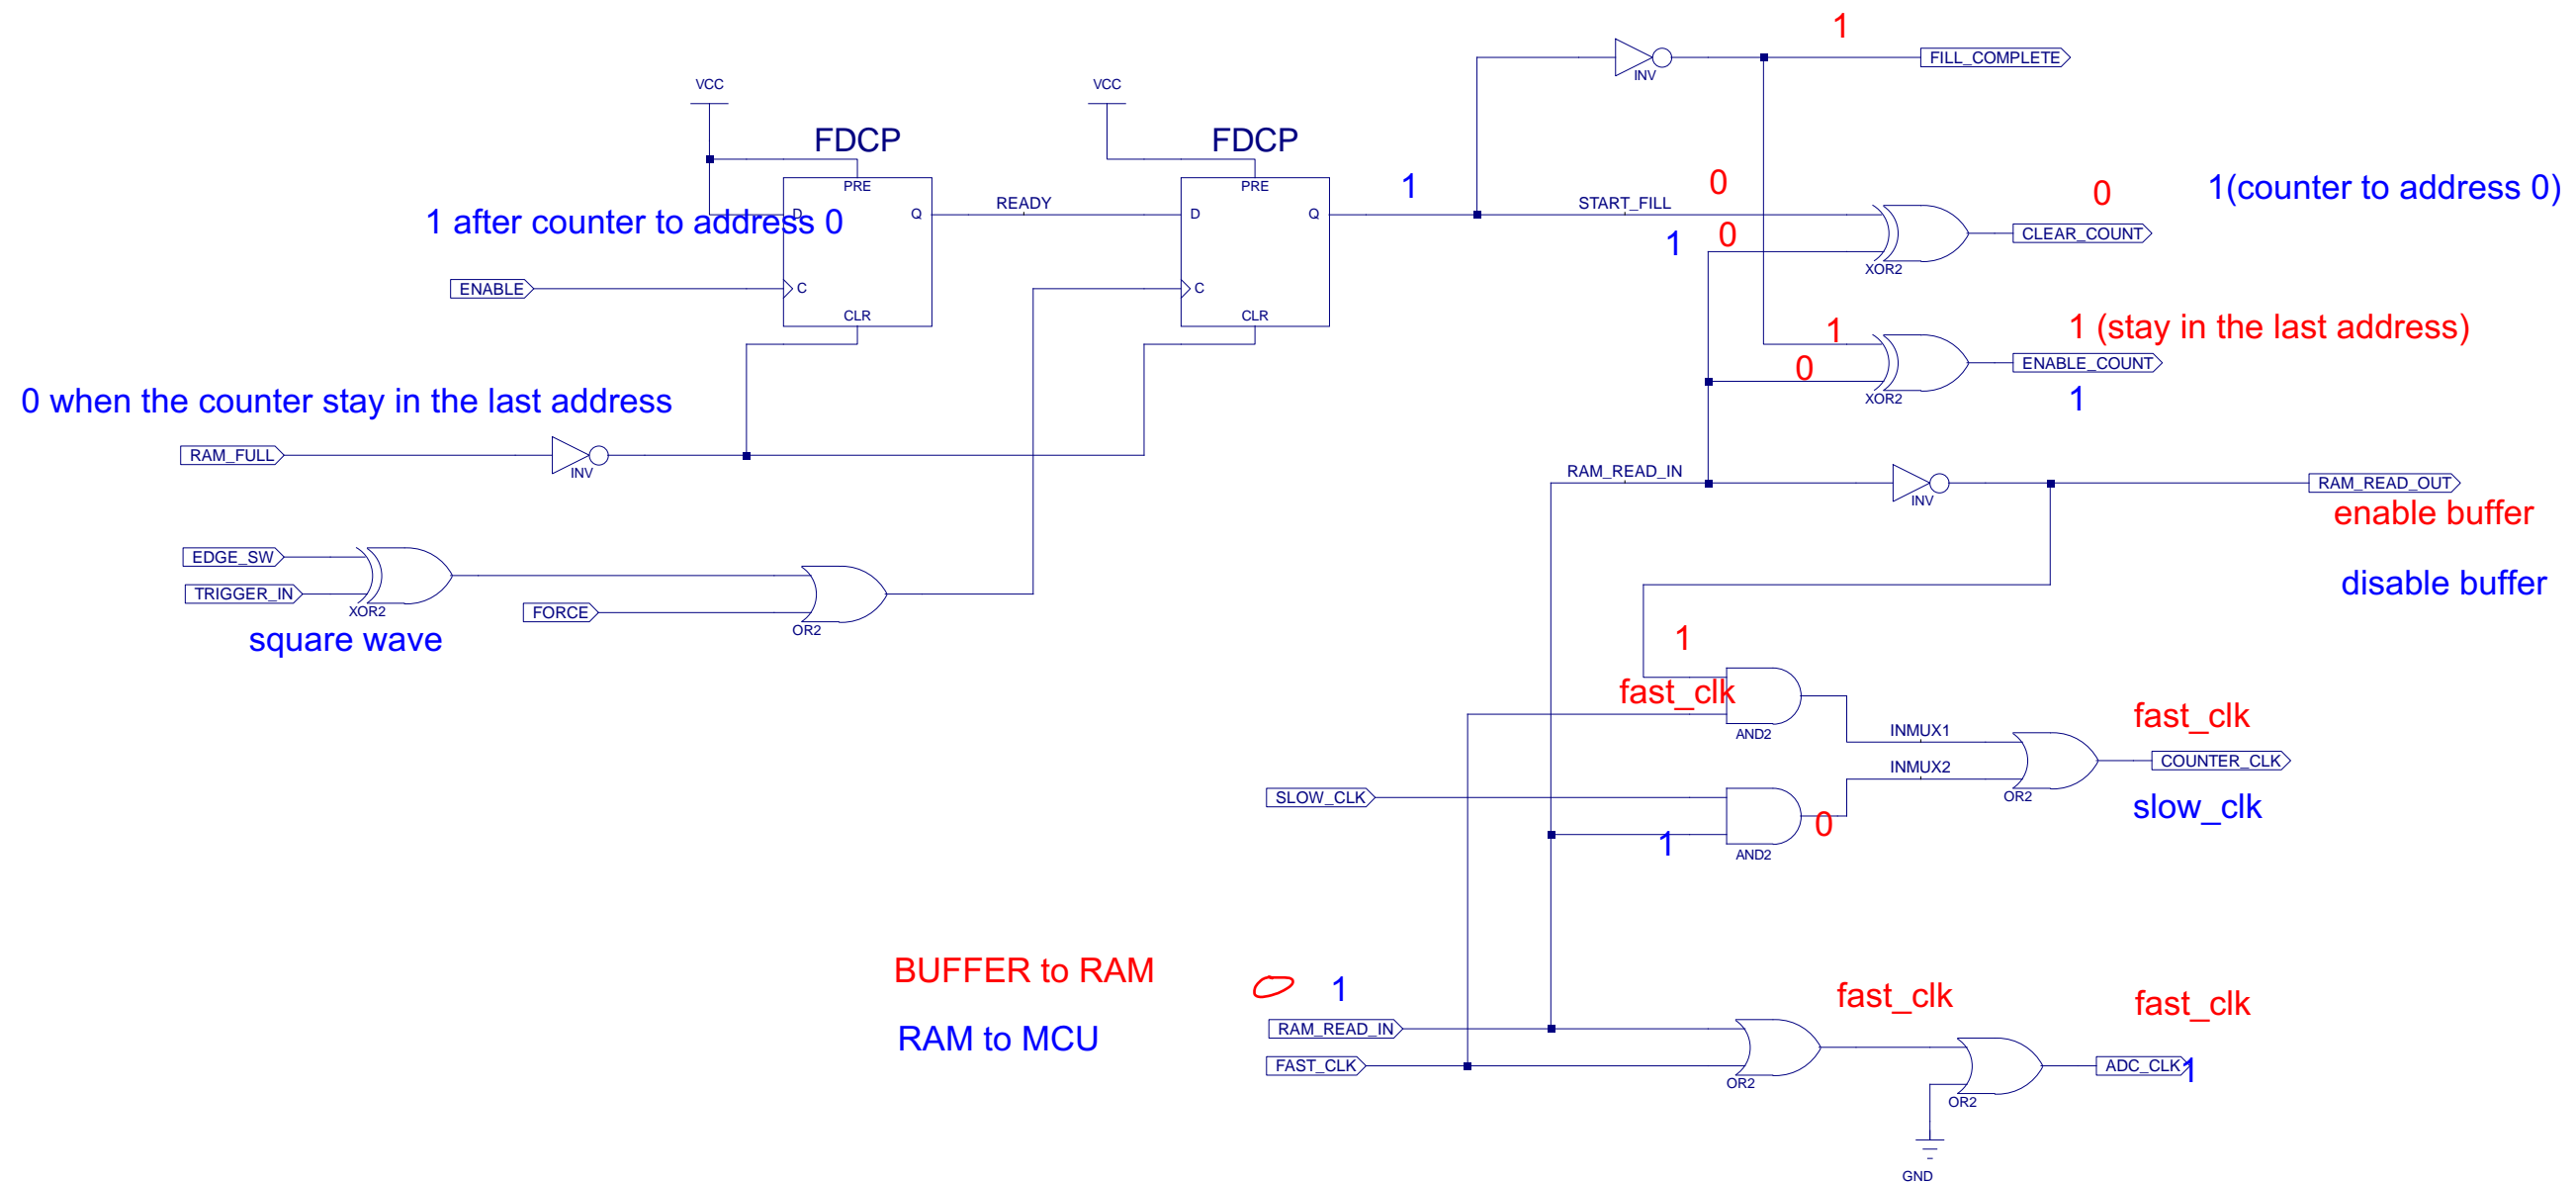 1
FILL_COMPLETE
INV
VCC
VCC
FDCP
FDCP
PRE
PRE
1
0
0
1(counter to address 0)
D
Q
READY
D
Q
START_FILL
1 after counter to address 0
1
0
CLEAR_COUNT
XOR2
ENABLE
C
C
CLR
CLR
1
1 (stay in the last address)
0
ENABLE_COUNT
XOR2
1
0 when the counter stay in the last address
RAM_FULL
INV
RAM_READ_IN
INV
RAM_READ_OUT
enable buffer
EDGE_SW
TRIGGER_IN
XOR2
FORCE
OR2
disable buffer
square wave
1
fast_clk
AND2
INMUX1
fast_clk
INMUX2
COUNTER_CLK
OR2
SLOW_CLK
slow_clk
1
0
AND2
BUFFER to RAM
0
1
fast_clk
fast_clk
RAM to MCU
RAM_READ_IN
FAST_CLK
OR2
ADC_CLK
1
OR2
GND